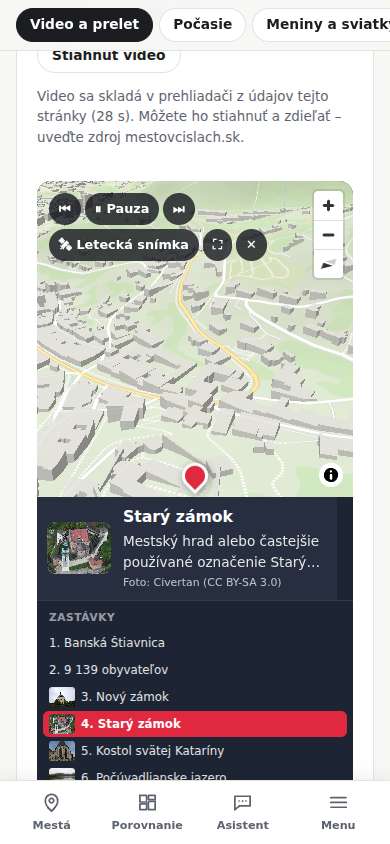 Video a prelet
Počasie
Meniny a sviatky
Stiahnuť video
Video sa skladá v prehliadači z údajov tejto
stránky (28 s). Môžete ho stiahnuť a zdieľať –
uveďte zdroj mestovcislach.sk.
Pauza
Letecká snímka
Starý zámok
Mestský hrad alebo častejšie
používané označenie Starý…
Foto: Civertan (CC BY-SA 3.0)
ZASTÁVKY
1. Banská Štiavnica
2. 9 139 obyvateľov
3. Nový zámok
4. Starý zámok
5. Kostol svätej Kataríny
6. Počúvadlianske jazero
Mestá
Porovnanie
Asistent
Menu